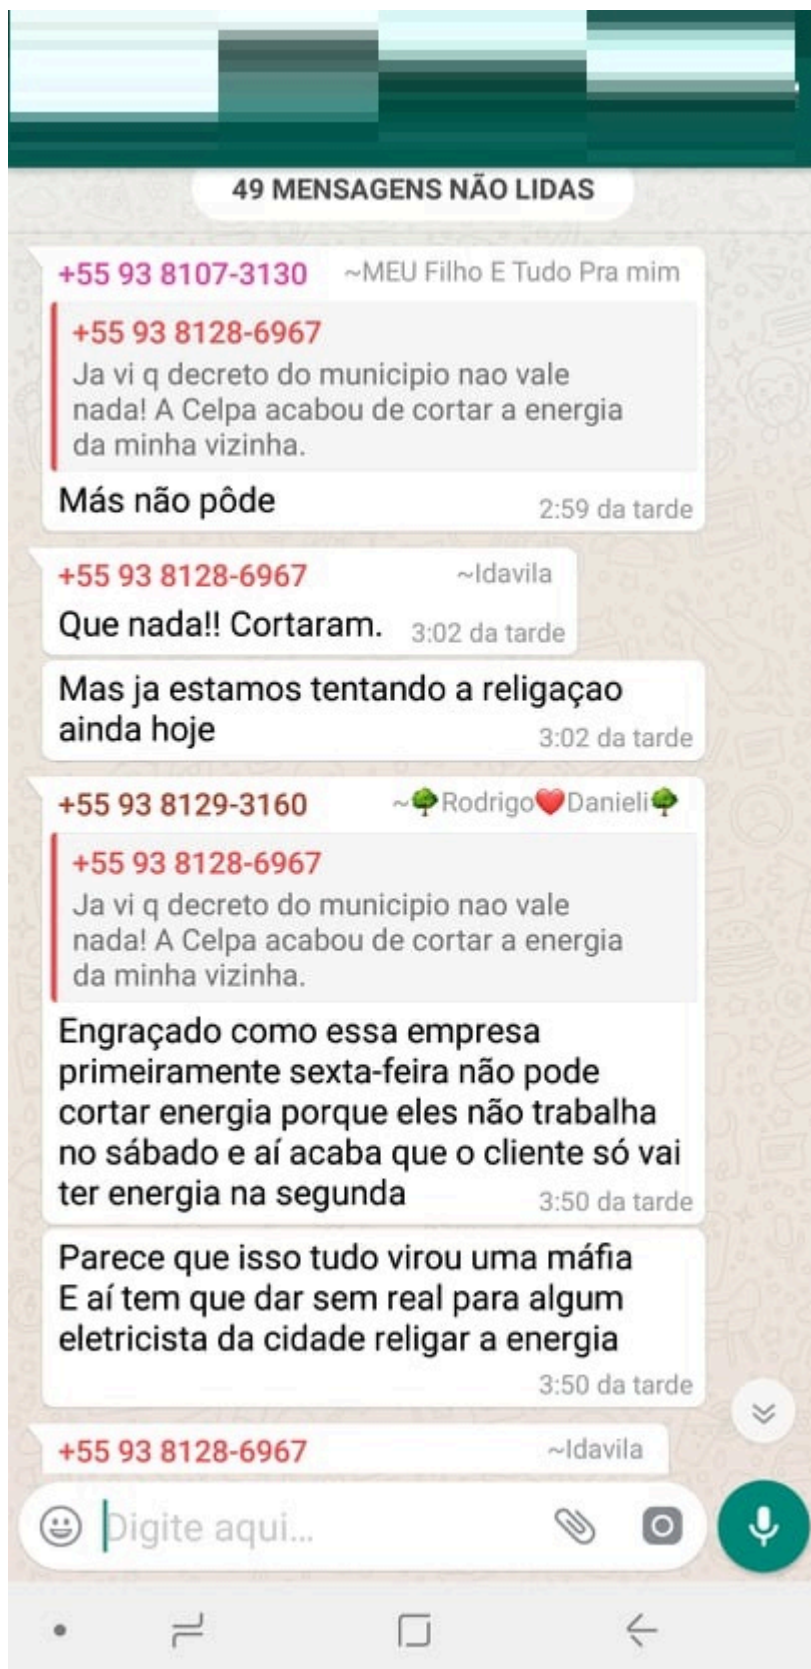 49 MENSAGENS NÃO LIDAS
+55 93 8107-3130 ~MEU Filho E Tudo Pra mim
+55 93 8128-6967
Ja vi q decreto do municipio nao vale
nada! A Celpa acabou de cortar a energia
da minha vizinha.
Más não pôde 2:59 da tarde
+55 93 8128-6967 ~Idavila
Que nada!! Cortaram. 3:02 da tarde
Mas ja estamos tentando a religaçao
ainda hoje 3:02 da tarde
+55 93 8129-3160 ~🌳Rodrigo❤️Danieli🌳
+55 93 8128-6967
Ja vi q decreto do municipio nao vale
nada! A Celpa acabou de cortar a energia
da minha vizinha.
Engraçado como essa empresa
primeiramente sexta-feira não pode
cortar energia porque eles não trabalha
no sábado e aí acaba que o cliente só vai
ter energia na segunda 3:50 da tarde
Parece que isso tudo virou uma máfia
E aí tem que dar sem real para algum
eletricista da cidade religar a energia
3:50 da tarde
+55 93 8128-6967 ~Idavila
Digite aqui...